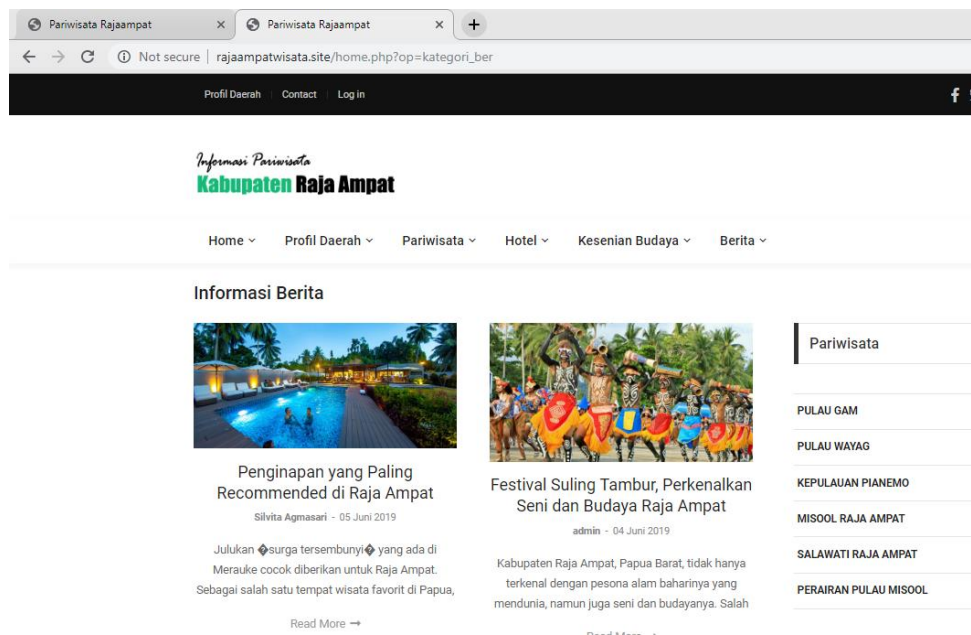 Pariwisata Rajaampat
Pariwisata Rajaampat
Not secure | rajaampatwisata.site/home.php?op=kategori_ber
Profil Daerah Contact Log in
Informasi Pariwisata
Kabupaten Raja Ampat
Home Profil Daerah Pariwisata Hotel Kesenian Budaya Berita
Informasi Berita
Penginapan yang Paling
Recommended di Raja Ampat
Silvita Agmasari - 05 Juni 2019
Julukan �surga tersembunyi� yang ada di
Merauke cocok diberikan untuk Raja Ampat.
Sebagai salah satu tempat wisata favorit di Papua,
Read More →
Festival Suling Tambur, Perkenalkan
Seni dan Budaya Raja Ampat
admin - 04 Juni 2019
Kabupaten Raja Ampat, Papua Barat, tidak hanya
terkenal dengan pesona alam baharinya yang
mendunia, namun juga seni dan budayanya. Salah
Read More →
Pariwisata
PULAU GAM
PULAU WAYAG
KEPULAUAN PIANEMO
MISOOL RAJA AMPAT
SALAWATI RAJA AMPAT
PERAIRAN PULAU MISOOL